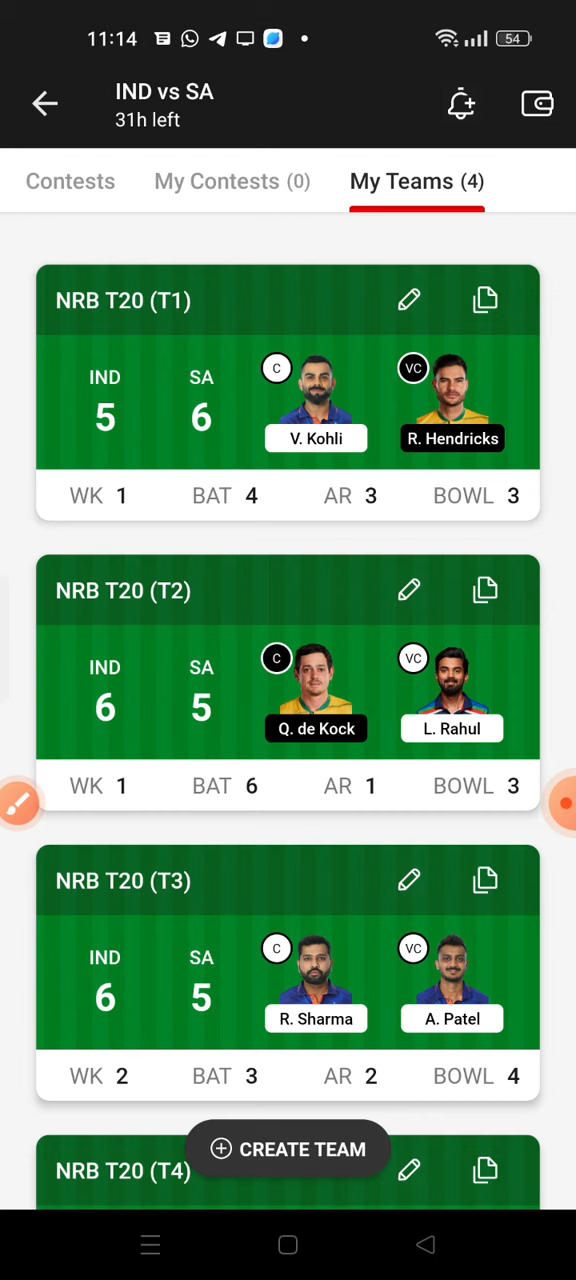 11:14
54
IND vs SA
31h left
Contests My Contests (0) My Teams (4)
NRB T20 (T1)
IND SA C VC
5 6
V. Kohli R. Hendricks
WK 1 BAT 4 AR 3 BOWL 3
NRB T20 (T2)
IND SA C VC
6 5
Q. de Kock L. Rahul
WK 1 BAT 6 AR 1 BOWL 3
NRB T20 (T3)
IND SA C VC
6 5
R. Sharma A. Patel
WK 2 BAT 3 AR 2 BOWL 4
CREATE TEAM
NRB T20 (T4)